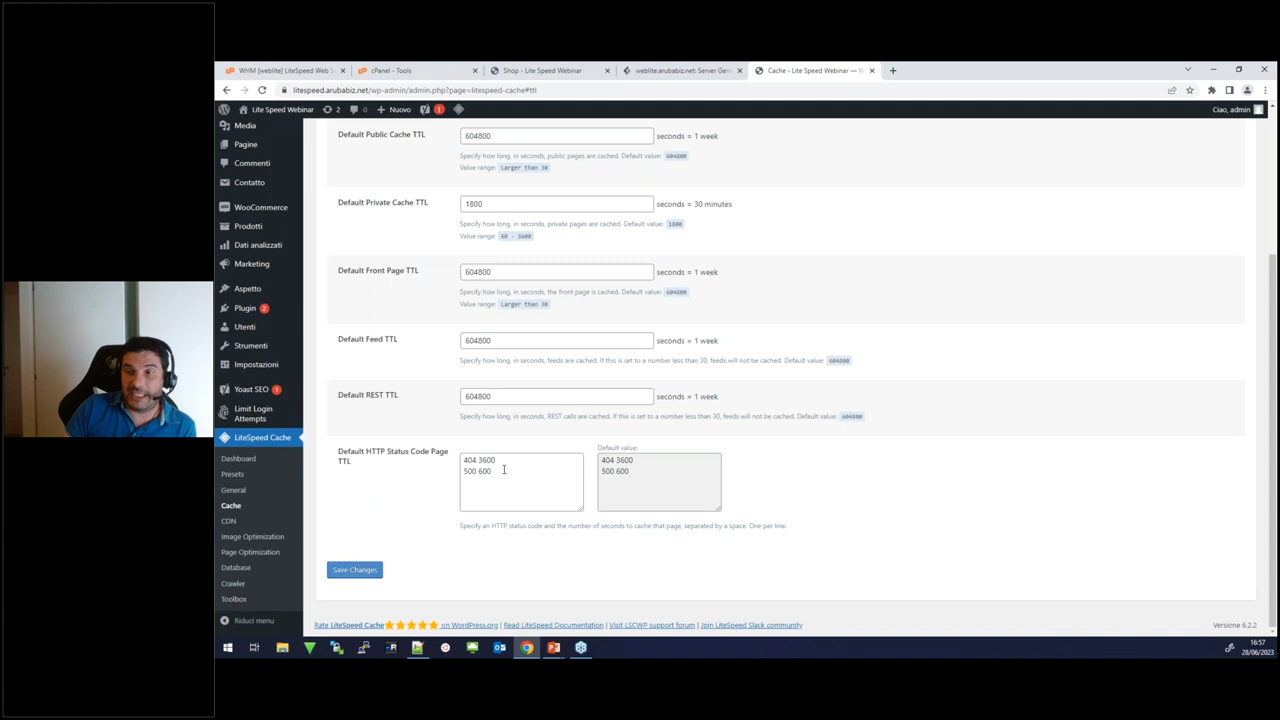 WHM [weblite] LiteSpeed Web S
cPanel - Tools
Shop - Lite Speed Webinar
weblite.arubabiz.net: Server Gen
Cache ‹ Lite Speed Webinar —
litespeed.arubabiz.net/wp-admin/admin.php?page=litespeed-cache#ttl
Lite Speed Webinar
2
0
Nuovo
1
Ciao, admin
Media
Pagine
Commenti
Contatto
WooCommerce
Prodotti
Dati analizzati
Marketing
Aspetto
Plugin 2
Utenti
Strumenti
Impostazioni
Yoast SEO 1
Limit Login
Attempts
LiteSpeed Cache
Dashboard
Presets
General
Cache
CDN
Image Optimization
Page Optimization
Database
Crawler
Toolbox
Riduci menu
Default Public Cache TTL
604800 seconds = 1 week
Specify how long, in seconds, public pages are cached. Default value: 604800
Value range: Larger than 30
Default Private Cache TTL
1800 seconds = 30 minutes
Specify how long, in seconds, private pages are cached. Default value: 1800
Value range: 60 - 3600
Default Front Page TTL
604800 seconds = 1 week
Specify how long, in seconds, the front page is cached. Default value: 604800
Value range: Larger than 30
Default Feed TTL
604800 seconds = 1 week
Specify how long, in seconds, feeds are cached. If this is set to a number less than 30, feeds will not be cached. Default value: 604800
Default REST TTL
604800 seconds = 1 week
Specify how long, in seconds, REST calls are cached. If this is set to a number less than 30, feeds will not be cached. Default value: 604800
Default HTTP Status Code Page
TTL
404 3600
500 600
Default value:
404 3600
500 600
Specify an HTTP status code and the number of seconds to cache that page, separated by a space. One per line.
Save Changes
Rate LiteSpeed Cache on WordPress.org | Read LiteSpeed Documentation | Visit LSCWP support forum | Join LiteSpeed Slack community
Versione 6.2.2
16:57
28/06/2023